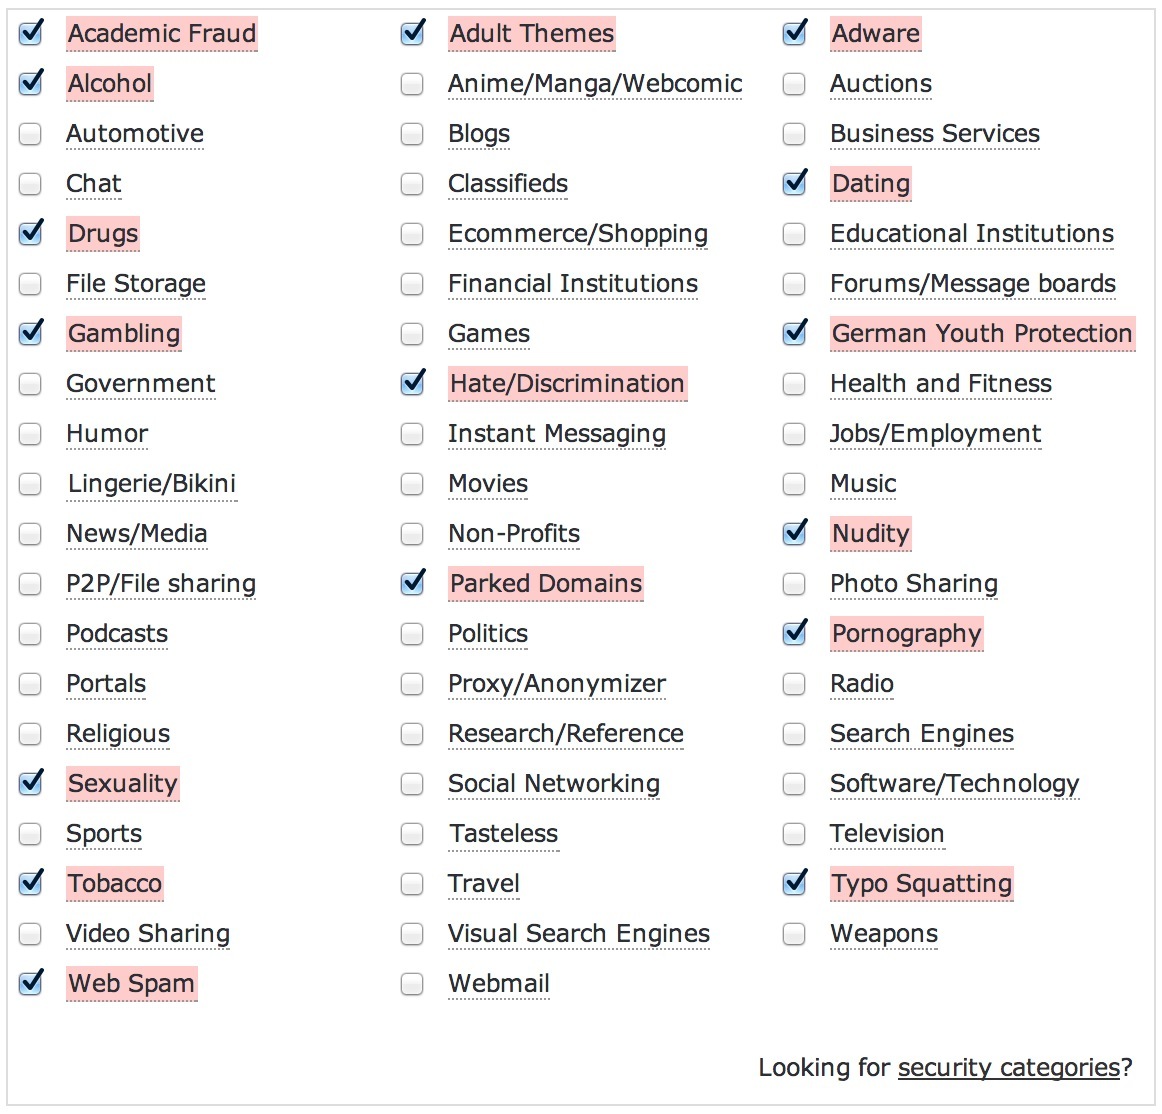 Academic Fraud Adult Themes Adware
Alcohol Anime/Manga/Webcomic Auctions
Automotive Blogs Business Services
Chat Classifieds Dating
Drugs Ecommerce/Shopping Educational Institutions
File Storage Financial Institutions Forums/Message boards
Gambling Games German Youth Protection
Government Hate/Discrimination Health and Fitness
Humor Instant Messaging Jobs/Employment
Lingerie/Bikini Movies Music
News/Media Non-Profits Nudity
P2P/File sharing Parked Domains Photo Sharing
Podcasts Politics Pornography
Portals Proxy/Anonymizer Radio
Religious Research/Reference Search Engines
Sexuality Social Networking Software/Technology
Sports Tasteless Television
Tobacco Travel Typo Squatting
Video Sharing Visual Search Engines Weapons
Web Spam Webmail
Looking for security categories?